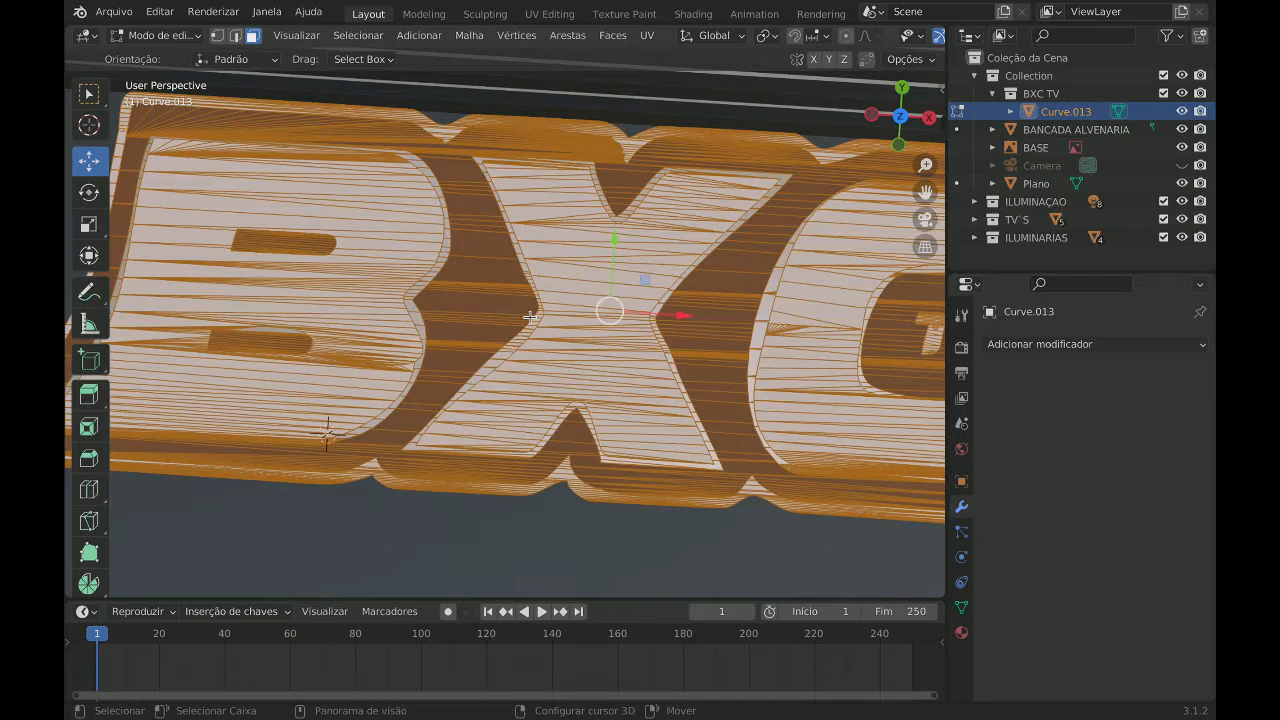 Arquivo Editar Renderizar Janela Ajuda Layout Modeling Sculpting UV Editing Texture Paint Shading Animation Rendering Scene ViewLayer
Modo de edi... Visualizar Selecionar Adicionar Malha Vértices Arestas Faces UV Global
Orientação: Padrão Drag: Select Box X Y Z Opções
User Perspective
(1) Curve.013
Y
Z X
BXC
Coleção da Cena
Collection
BXC TV
Curve.013
BANCADA ALVENARIA
BASE
Camera
Plano
ILUMINAÇAO 8
TV`S 5
ILUMINARIAS 4
Curve.013
Adicionar modificador
Reproduzir Inserção de chaves Visualizar Marcadores 1 Início 1 Fim 250
1 20 40 60 80 100 120 140 160 180 200 220 240
Selecionar Selecionar Caixa Panorama de visão Configurar cursor 3D Mover 3.1.2